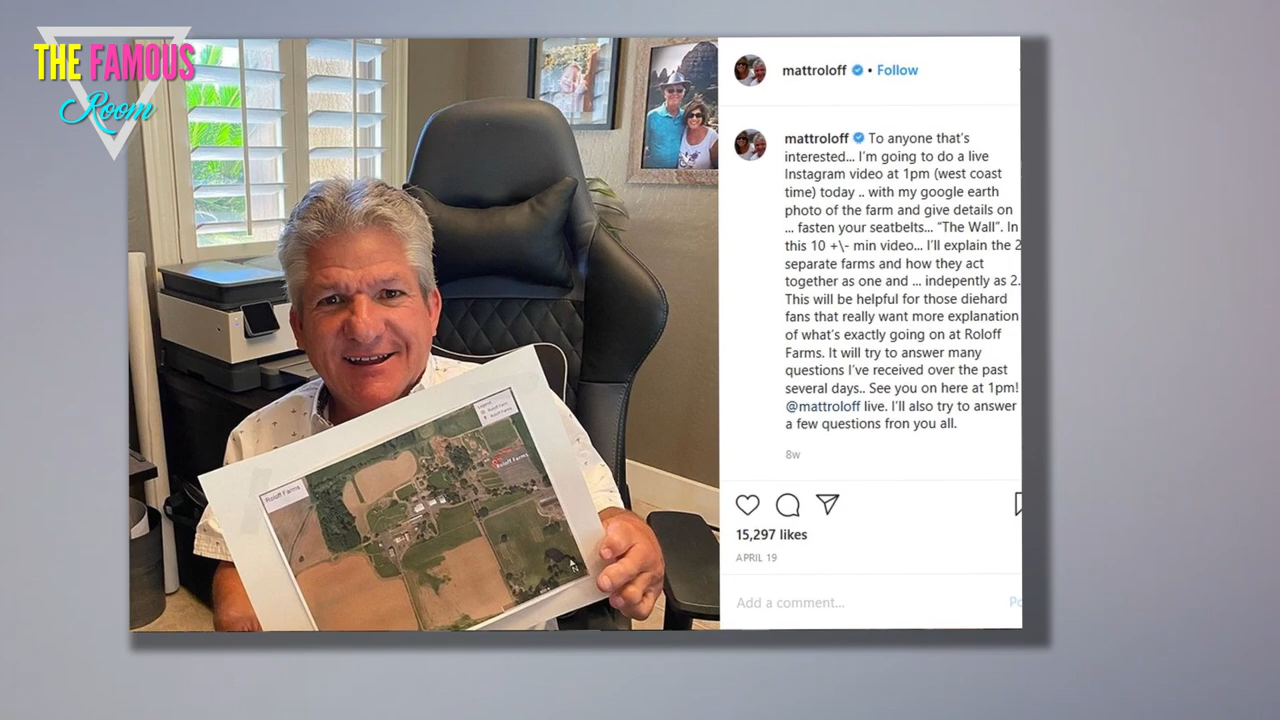 THE FAMOUS
Room
mattroloff • Follow
mattroloff To anyone that's
interested... I'm going to do a live
Instagram video at 1pm (west coast
time) today .. with my google earth
photo of the farm and give details on
... fasten your seatbelts... "The Wall". In
this 10 +\- min video... I'll explain the 2
separate farms and how they act
together as one and ... indepently as 2.
This will be helpful for those diehard
fans that really want more explanation
of what's exactly going on at Roloff
Farms. It will try to answer many
questions I've received over the past
several days.. See you on here at 1pm!
@mattroloff live. I'll also try to answer
a few questions fron you all.
8w
15,297 likes
APRIL 19
Add a comment...
Po
Legend
Roloff Farms
Roloff Farms
N